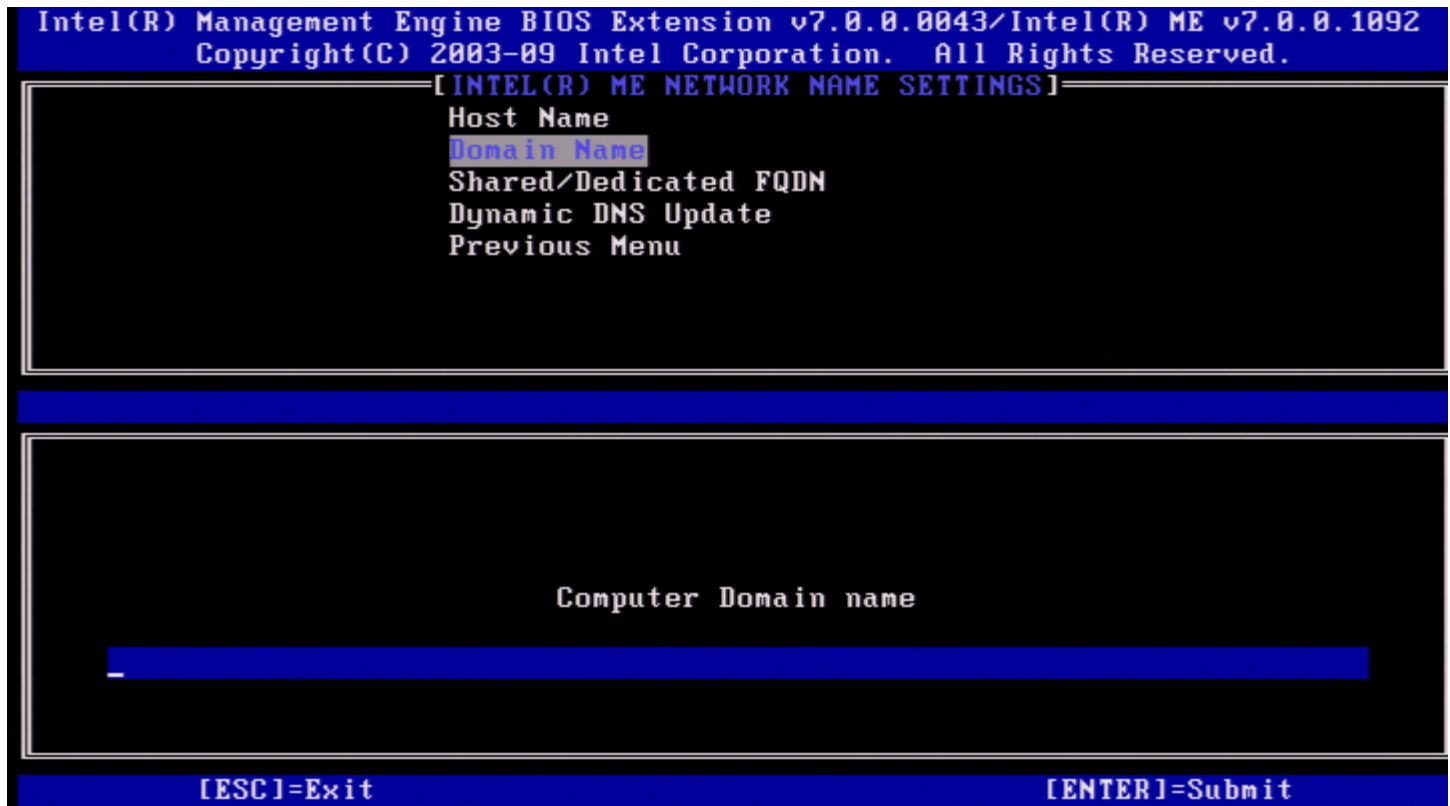 Intel(R) Management Engine BIOS Extension v7.0.0.0043/Intel(R) ME v7.0.0.1092
Copyright(C) 2003-09 Intel Corporation. All Rights Reserved.
[INTEL(R) ME NETWORK NAME SETTINGS]
Host Name
Domain Name
Shared/Dedicated FQDN
Dynamic DNS Update
Previous Menu
Computer Domain name
[ESC]=Exit [ENTER]=Submit